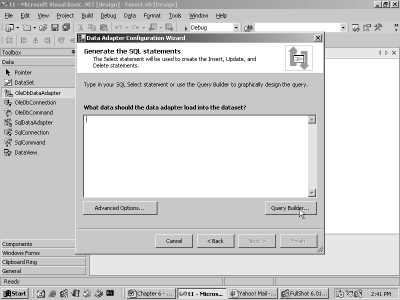 t1 - Microsoft Visual Basic .NET [design] - Form1.vb [Design]
File Edit View Project Build Debug Data Tools Window Help
Debug
Toolbox
Data
Pointer
DataSet
OleDbDataAdapter
OleDbConnection
OleDbCommand
SqlDataAdapter
SqlConnection
SqlCommand
DataView
Components
Windows Forms
Clipboard Ring
General
Data Adapter Configuration Wizard
Generate the SQL statements
The Select statement will be used to create the Insert, Update, and
Delete statements.
Type in your SQL Select statement or use the Query Builder to graphically design the query.
What data should the data adapter load into the dataset?
Advanced Options...
Query Builder...
Cancel
< Back
Next >
Finish
Ready
Start
Chapter 6 - ...
t1 - Micros...
Yahoo! Mail - ...
FullShot 6.01...
2:41 PM